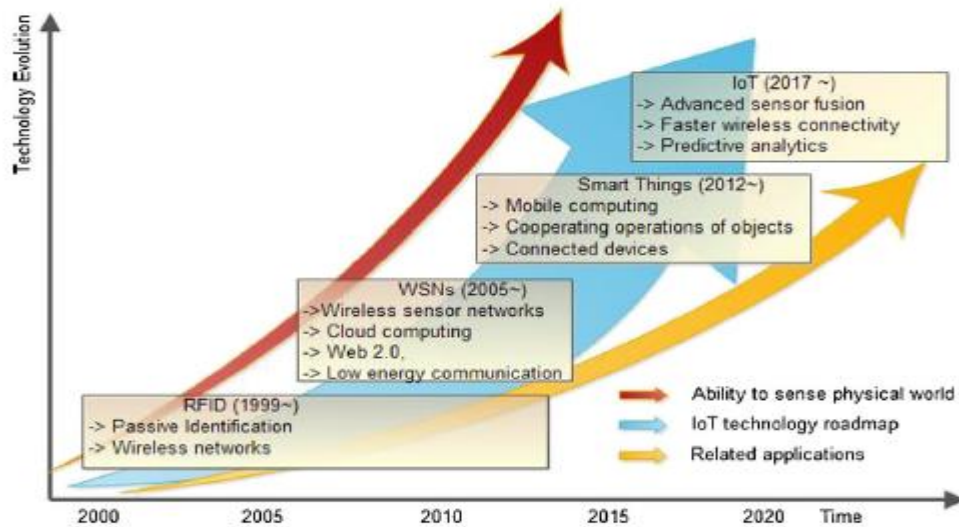 Technology Evolution
IoT (2017 ~)
-> Advanced sensor fusion
-> Faster wireless connectivity
-> Predictive analytics
Smart Things (2012~)
-> Mobile computing
-> Cooperating operations of objects
-> Connected devices
WSNs (2005~)
->Wireless sensor networks
-> Cloud computing
-> Web 2.0,
-> Low energy communication
RFID (1999~)
-> Passive Identification
-> Wireless networks
Ability to sense physical world
IoT technology roadmap
Related applications
2000 2005 2010 2015 2020 Time